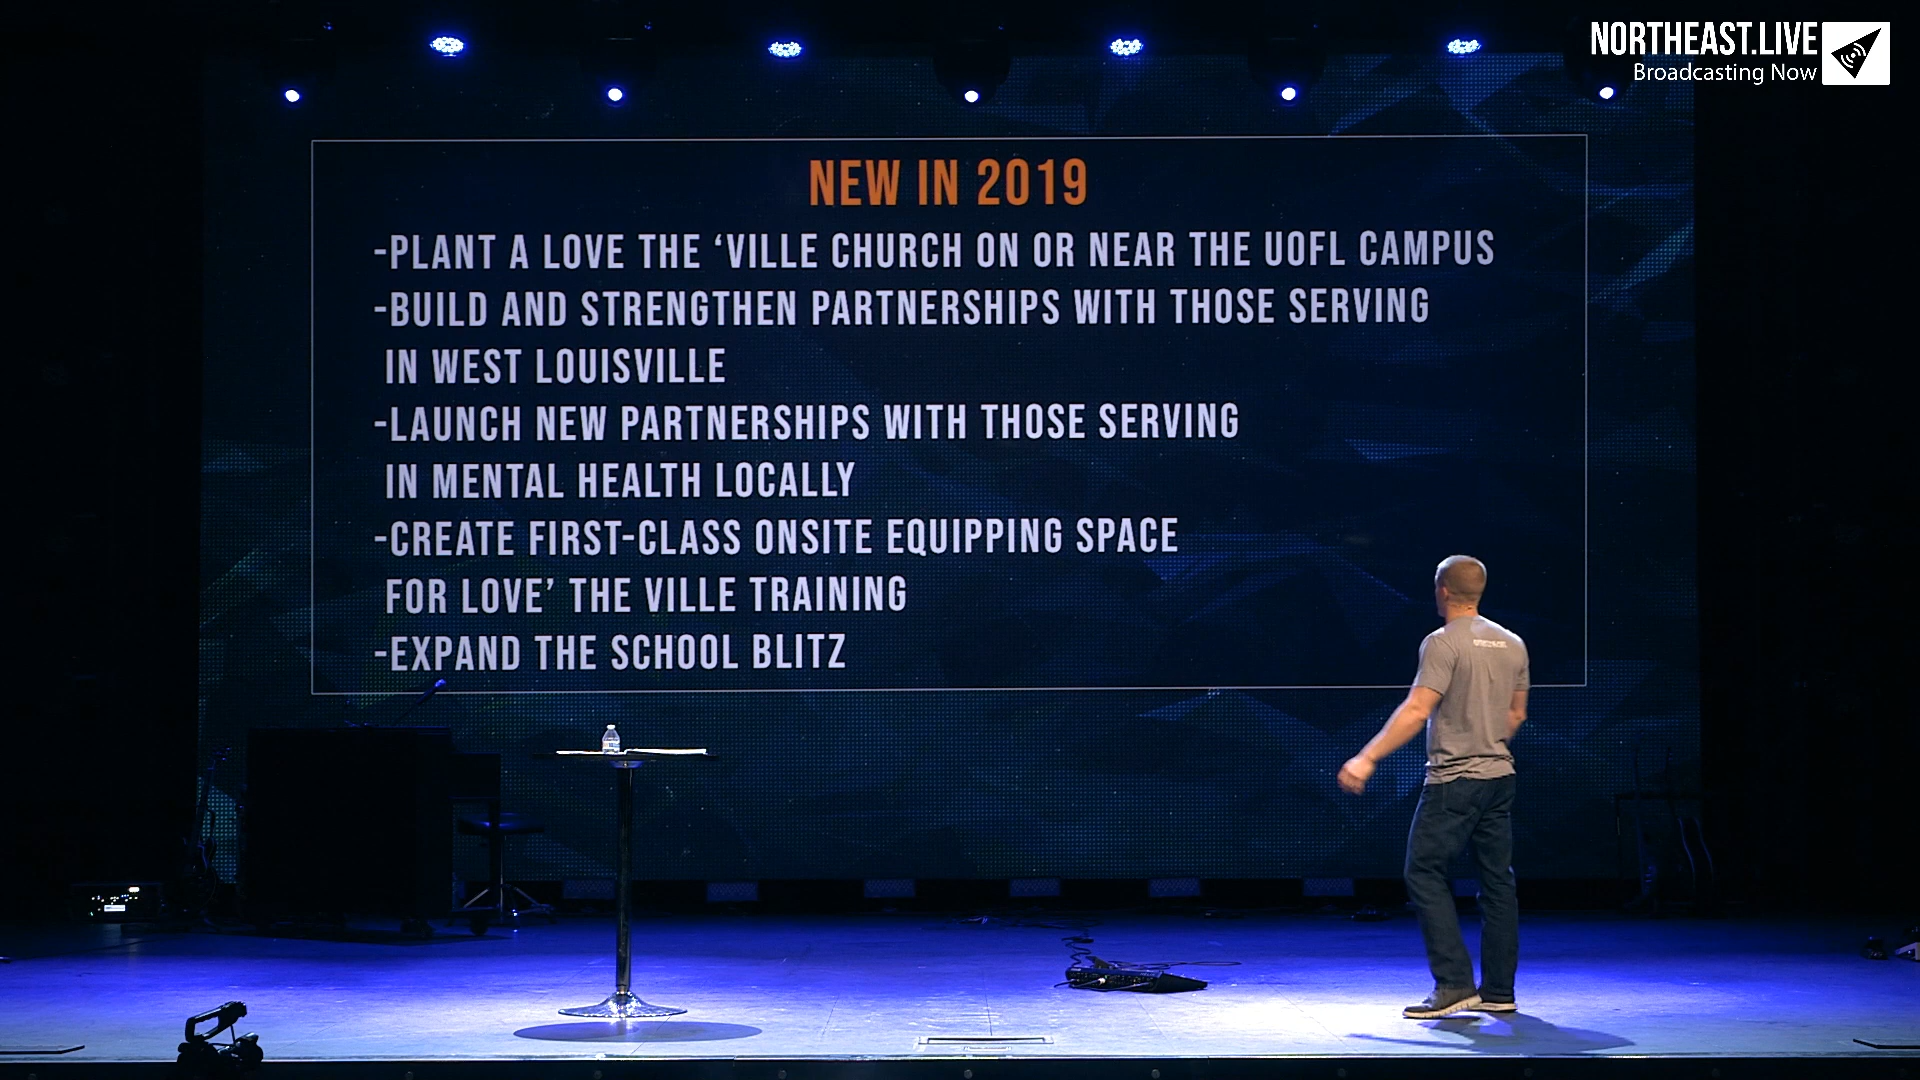 NORTHEAST.LIVE
Broadcasting Now
NEW IN 2019
-PLANT A LOVE THE ‘VILLE CHURCH ON OR NEAR THE UOFL CAMPUS
-BUILD AND STRENGTHEN PARTNERSHIPS WITH THOSE SERVING
IN WEST LOUISVILLE
-LAUNCH NEW PARTNERSHIPS WITH THOSE SERVING
IN MENTAL HEALTH LOCALLY
-CREATE FIRST-CLASS ONSITE EQUIPPING SPACE
FOR LOVE’ THE VILLE TRAINING
-EXPAND THE SCHOOL BLITZ